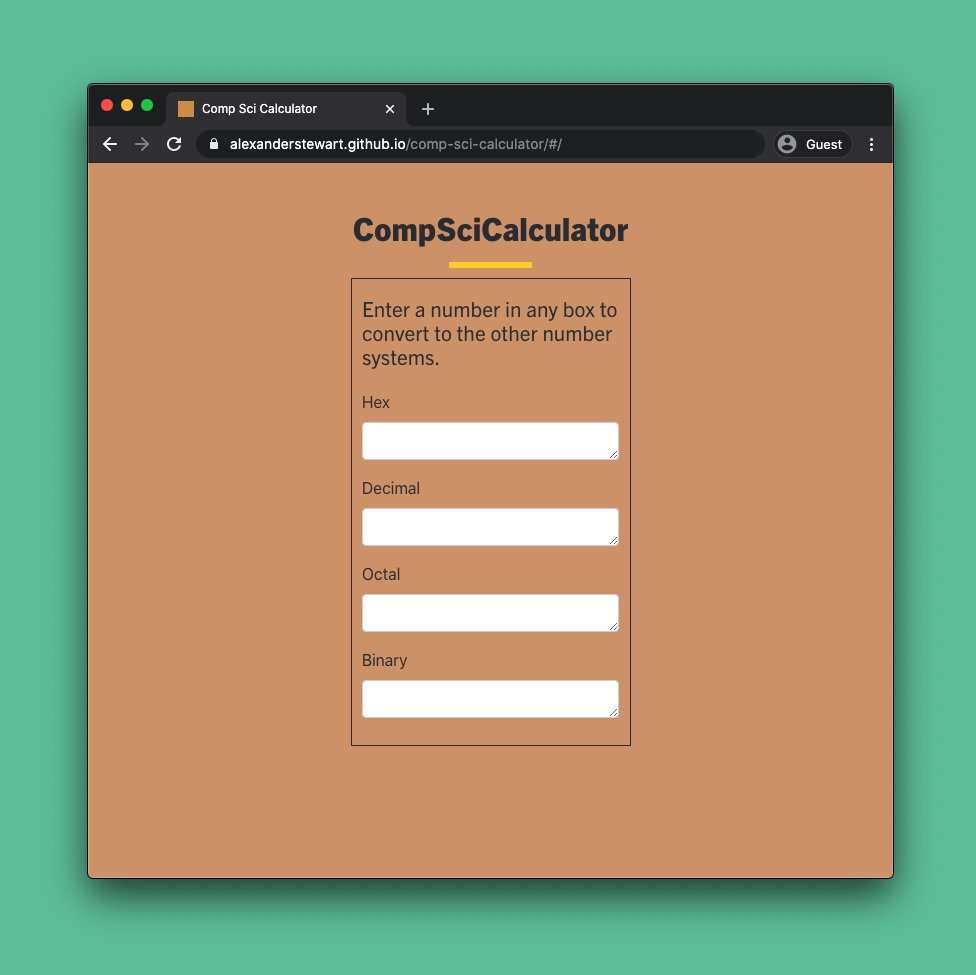 Comp Sci Calculator
alexanderstewart.github.io/comp-sci-calculator/#/
Guest
CompSciCalculator
Enter a number in any box to
convert to the other number
systems.
Hex
Decimal
Octal
Binary